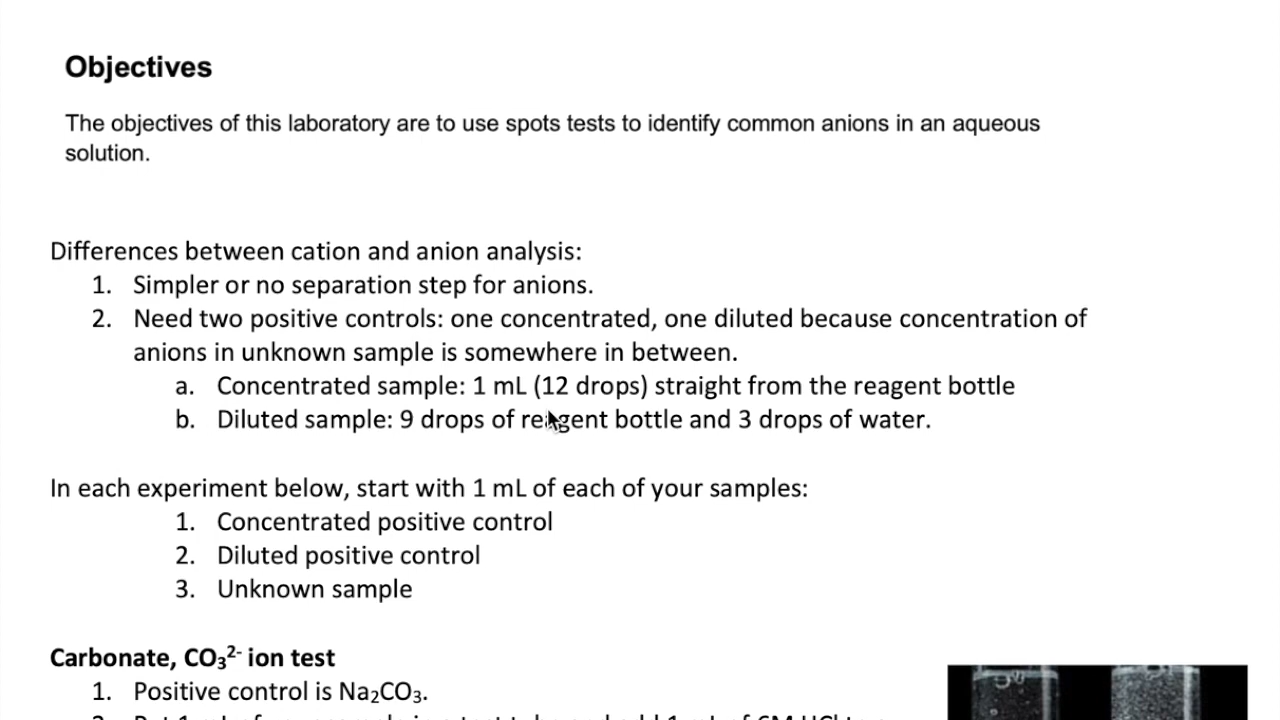 Objectives
The objectives of this laboratory are to use spots tests to identify common anions in an aqueous
solution.
Differences between cation and anion analysis:
1. Simpler or no separation step for anions.
2. Need two positive controls: one concentrated, one diluted because concentration of
anions in unknown sample is somewhere in between.
a. Concentrated sample: 1 mL (12 drops) straight from the reagent bottle
b. Diluted sample: 9 drops of reagent bottle and 3 drops of water.
In each experiment below, start with 1 mL of each of your samples:
1. Concentrated positive control
2. Diluted positive control
3. Unknown sample
Carbonate, CO₃²⁻ ion test
1. Positive control is Na₂CO₃.